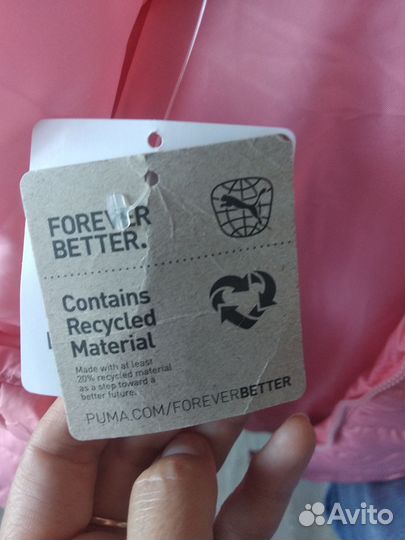 FOREVER
BETTER.
Contains
Recycled
Material
Made with at least
20% recycled material
as a step toward a
better future.
PUMA.COM/FOREVERBETTER
Avito